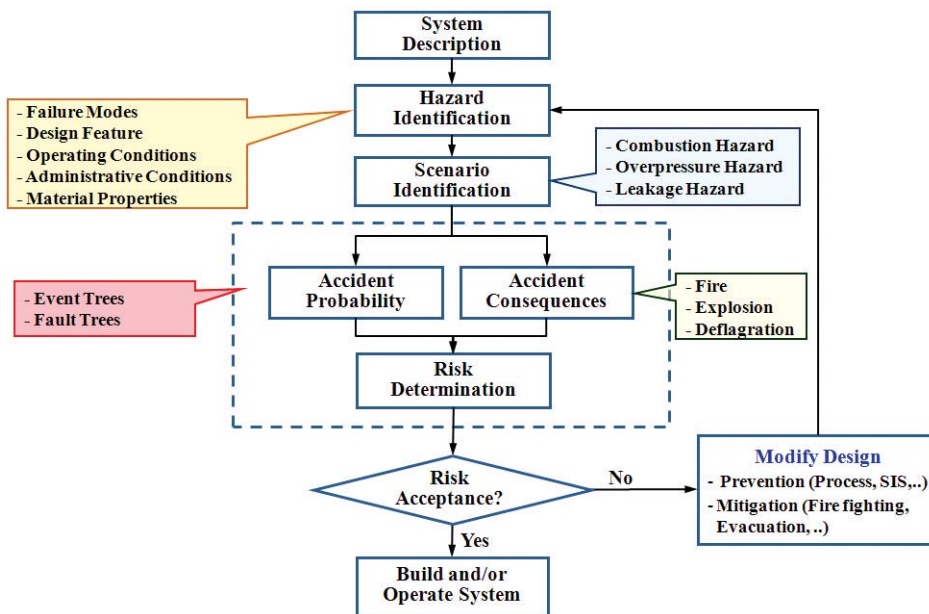 System
Description
Hazard
Identification
- Failure Modes
- Design Feature
- Operating Conditions
- Administrative Conditions
- Material Properties
Scenario
Identification
- Combustion Hazard
- Overpressure Hazard
- Leakage Hazard
- Event Trees
- Fault Trees
Accident
Probability
Accident
Consequences
- Fire
- Explosion
- Deflagration
Risk
Determination
Risk
Acceptance?
No
Modify Design
- Prevention (Process, SIS,..)
- Mitigation (Fire fighting,
Evacuation, ..)
Yes
Build and/or
Operate System